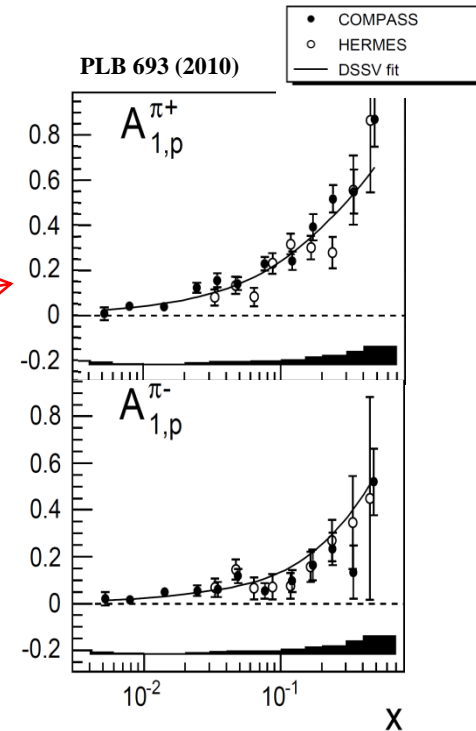 COMPASS
HERMES
DSSV fit
PLB 693 (2010)
A π+ 1,p
0.8
0.6
0.4
0.2
0
-0.2
A π- 1,p
0.8
0.6
0.4
0.2
0
-0.2
10-2 10-1
X